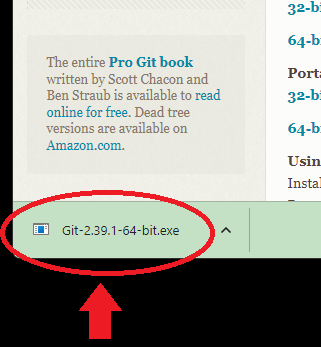 The entire Pro Git book
written by Scott Chacon and
Ben Straub is available to read
online for free. Dead tree
versions are available on
Amazon.com.
32-bi
64-bi
Porta
32-bi
64-bi
Usin
Instal
Git-2.39.1-64-bit.exe